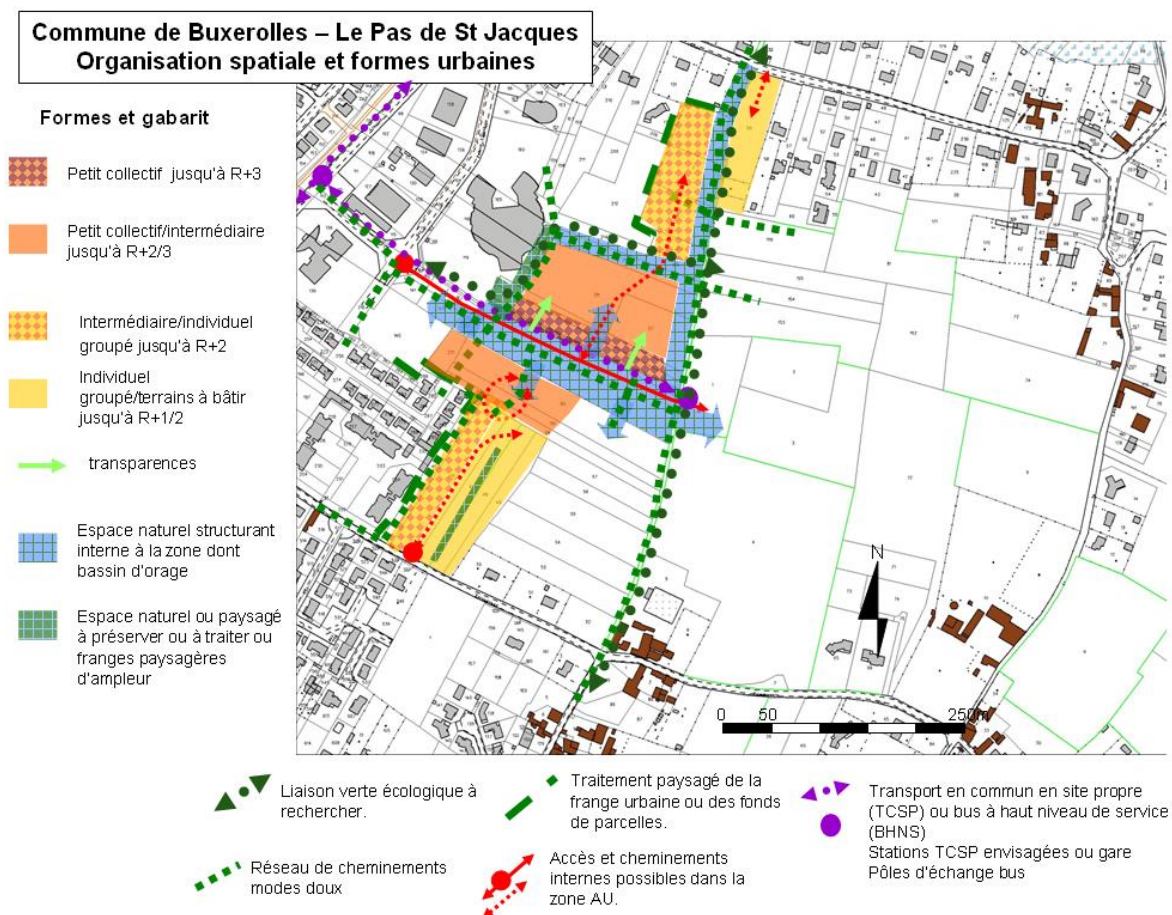 Commune de Buxerolles – Le Pas de St Jacques
Organisation spatiale et formes urbaines
Formes et gabarit
Petit collectif jusqu'à R+3
Petit collectif/intermédiaire
jusqu'à R+2/3
Intermédiaire/individuel
groupé jusqu'à R+2
Individuel
groupé/terrains à bâtir
jusqu'à R+1/2
transparences
Espace naturel structurant
interne à la zone dont
bassin d'orage
Espace naturel ou paysagé
à préserver ou à traiter ou
franges paysagères
d'ampleur
N
0 50 250m
Liaison verte écologique à
rechercher.
Réseau de cheminements
modes doux
Traitement paysagé de la
frange urbaine ou des fonds
de parcelles.
Accès et cheminements
internes possibles dans la
zone AU.
Transport en commun en site propre
(TCSP) ou bus à haut niveau de service
(BHNS)
Stations TCSP envisagées ou gare
Pôles d'échange bus